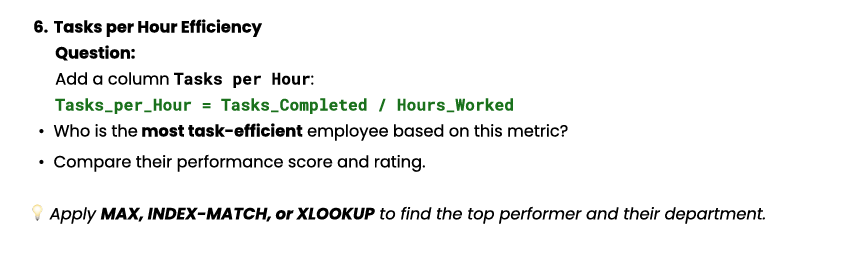 6. Tasks per Hour Efficiency
Question:
Add a column Tasks per Hour:
Tasks_per_Hour = Tasks_Completed / Hours_Worked
• Who is the most task-efficient employee based on this metric?
• Compare their performance score and rating.
💡 Apply MAX, INDEX-MATCH, or XLOOKUP to find the top performer and their department.